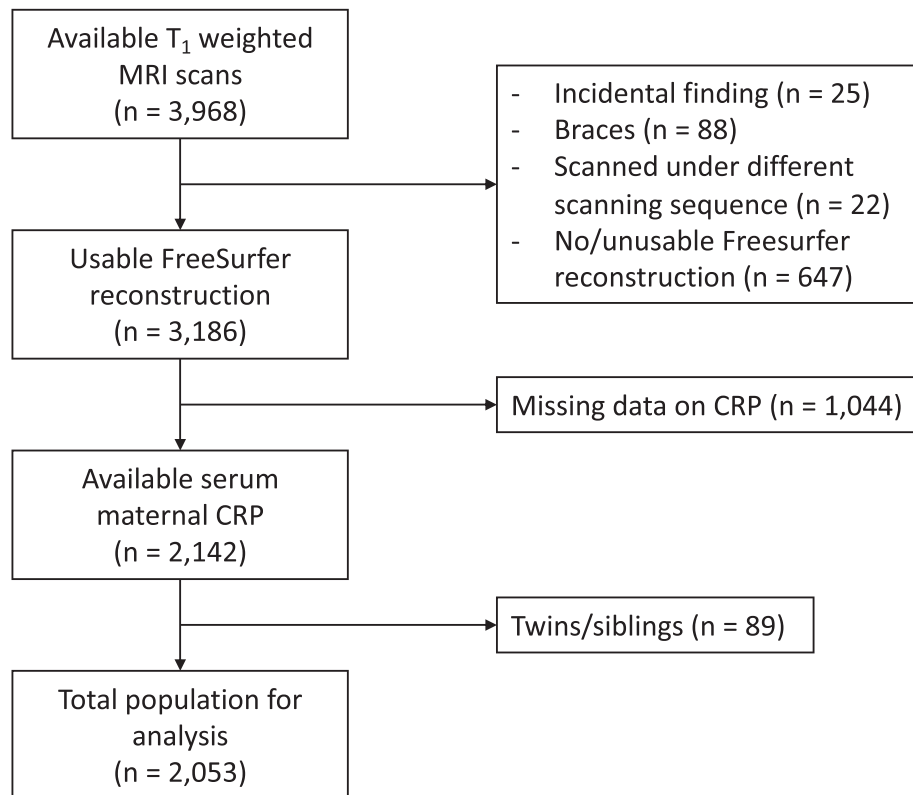 Available T₁ weighted
MRI scans
(n = 3,968)
- Incidental finding (n = 25)
- Braces (n = 88)
- Scanned under different
scanning sequence (n = 22)
- No/unusable Freesurfer
reconstruction (n = 647)
Usable FreeSurfer
reconstruction
(n = 3,186)
Missing data on CRP (n = 1,044)
Available serum
maternal CRP
(n = 2,142)
Twins/siblings (n = 89)
Total population for
analysis
(n = 2,053)